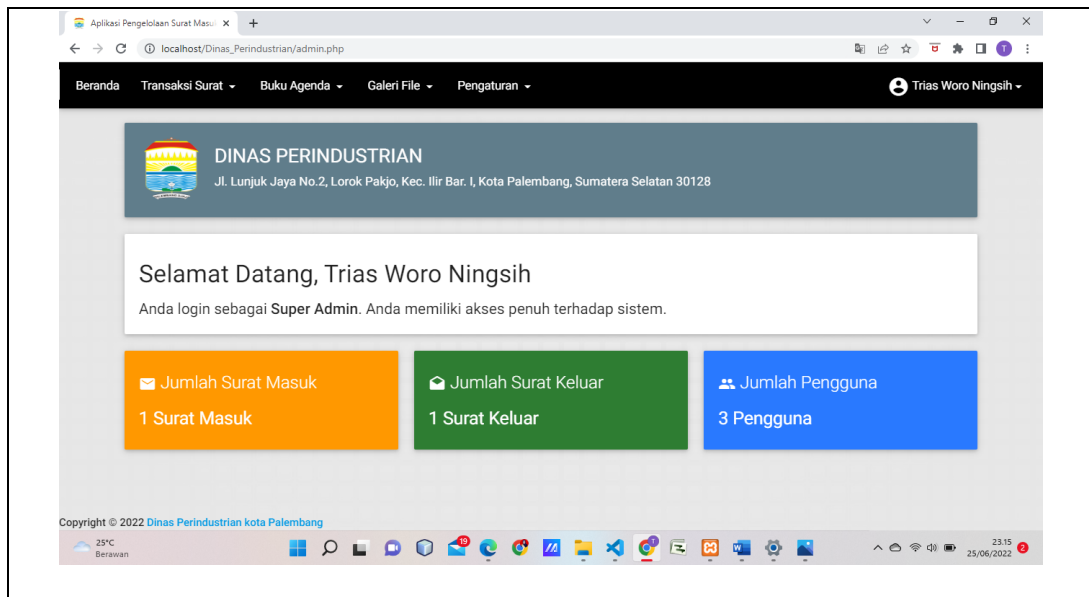 Aplikasi Pengelolaan Surat Masu
localhost/Dinas_Perindustrian/admin.php
T
Beranda Transaksi Surat Buku Agenda Galeri File Pengaturan Trias Woro Ningsih
DINAS PERINDUSTRIAN
Jl. Lunjuk Jaya No.2, Lorok Pakjo, Kec. Ilir Bar. I, Kota Palembang, Sumatera Selatan 30128
Selamat Datang, Trias Woro Ningsih
Anda login sebagai Super Admin. Anda memiliki akses penuh terhadap sistem.
Jumlah Surat Masuk
1 Surat Masuk
Jumlah Surat Keluar
1 Surat Keluar
Jumlah Pengguna
3 Pengguna
Copyright © 2022 Dinas Perindustrian kota Palembang
25°C
Berawan
19
23.15
25/06/2022
2